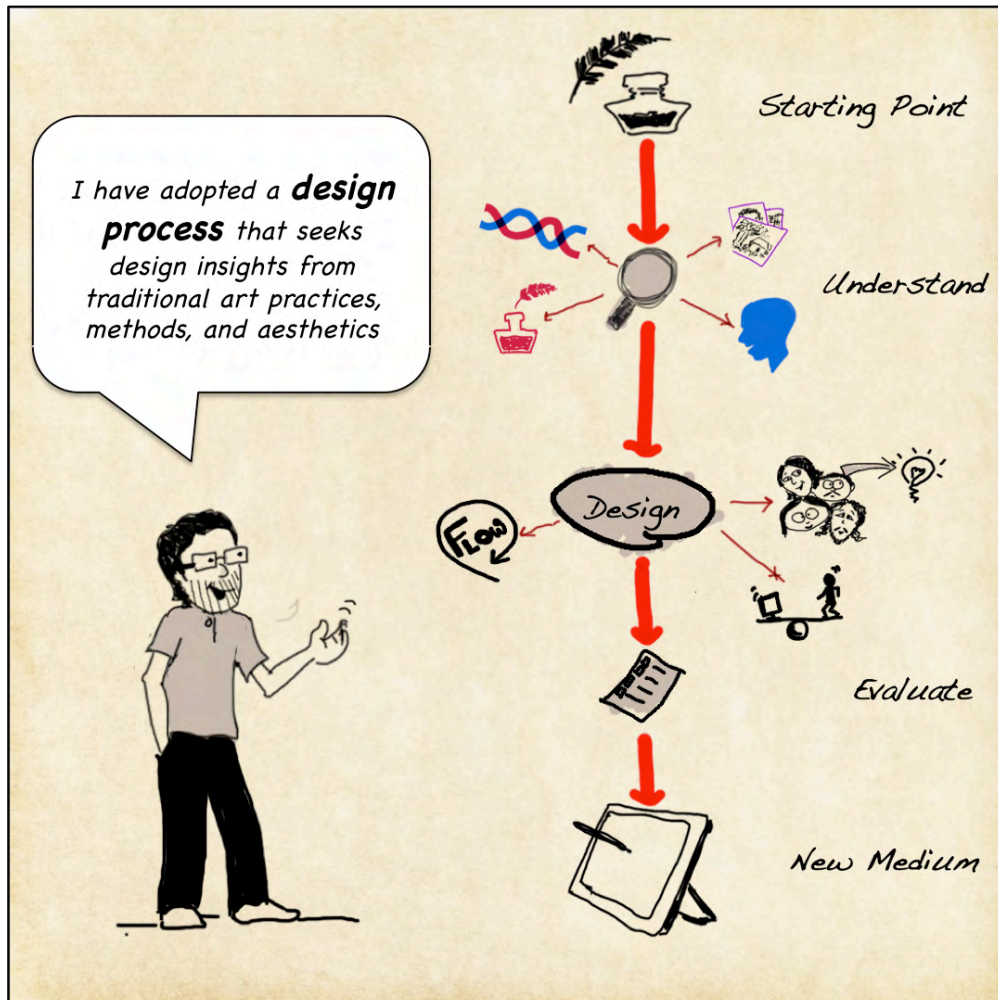 I have adopted a design
process that seeks
design insights from
traditional art practices,
methods, and aesthetics
Starting Point
Understand
Design
FLOW
Evaluate
New Medium